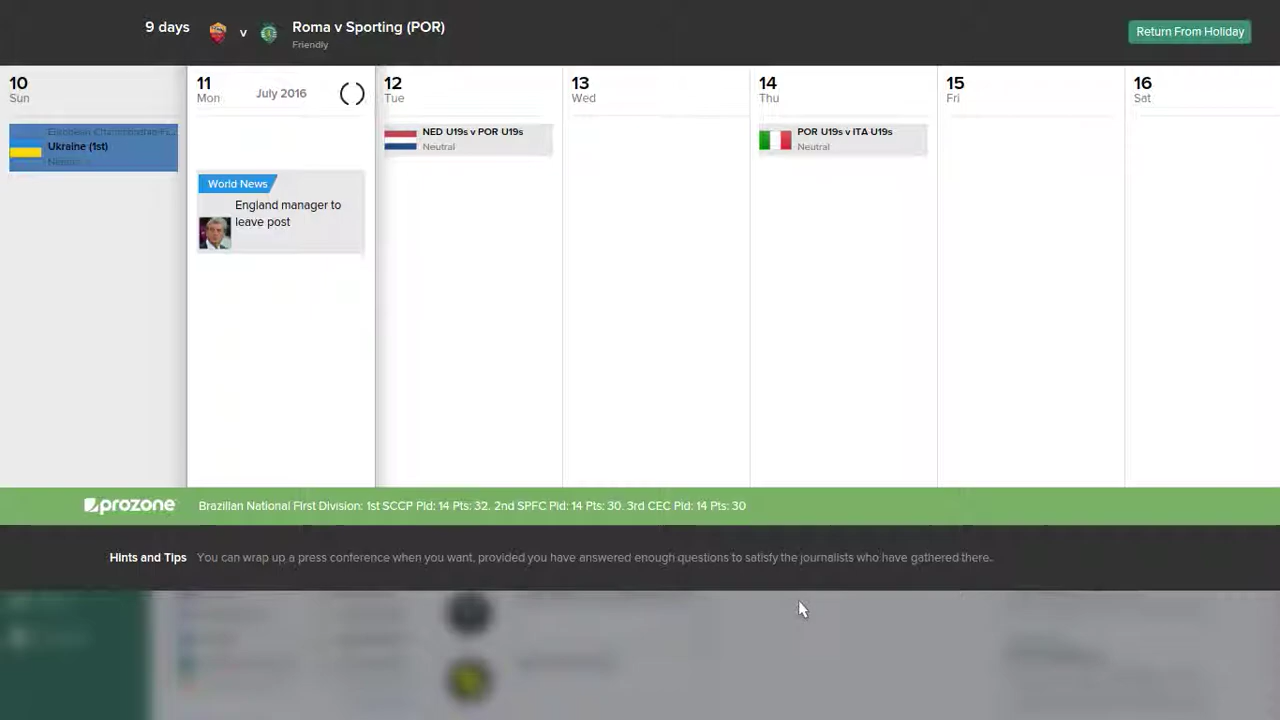 9 days
v
Roma v Sporting (POR)
Friendly
Return From Holiday
10
Sun
11
Mon
July 2016
12
Tue
13
Wed
14
Thu
15
Fri
16
Sat
Ukraine (1st)
NED U19s v POR U19s
Neutral
POR U19s v ITA U19s
Neutral
World News
England manager to
leave post
prozone
Brazilian National First Division: 1st SCCP Pld: 14 Pts: 32. 2nd SPFC Pld: 14 Pts: 30. 3rd CEC Pld: 14 Pts: 30
Hints and Tips
You can wrap up a press conference when you want, provided you have answered enough questions to satisfy the journalists who have gathered there.